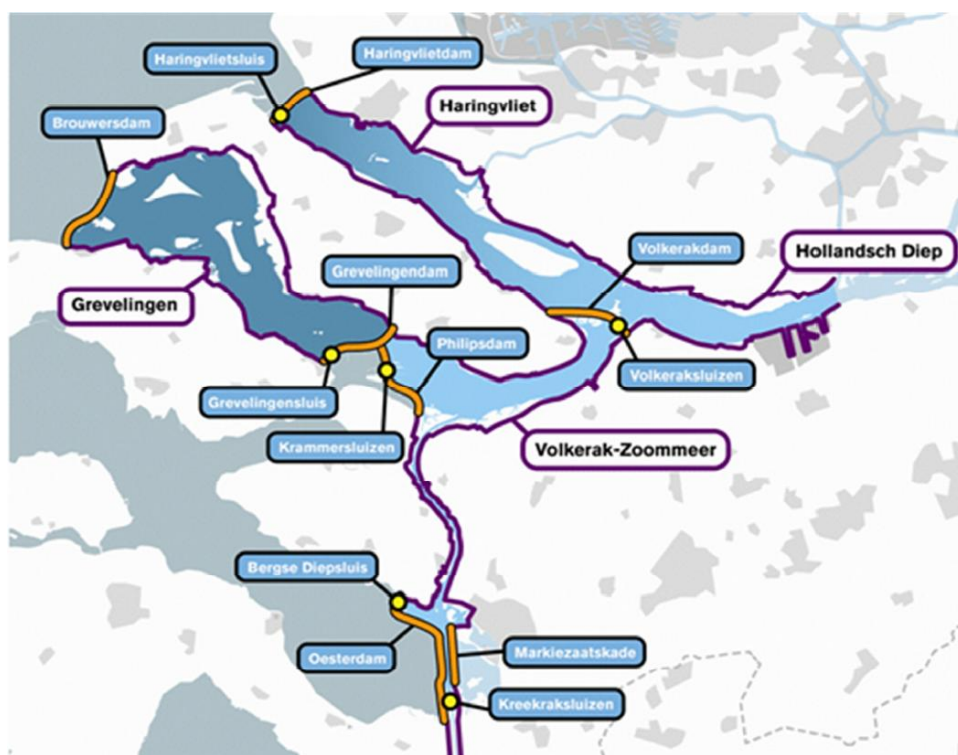 Haringvlietsluis
Haringvlietdam
Haringvliet
Brouwersdam
Volkerakdam
Hollandsch Diep
Grevelingendam
Grevelingen
Philipsdam
Volkeraksluizen
Grevelingensluis
Krammersluizen
Volkerak-Zoommeer
Bergse Diepsluis
Oesterdam
Markiezaatskade
Kreekraksluizen